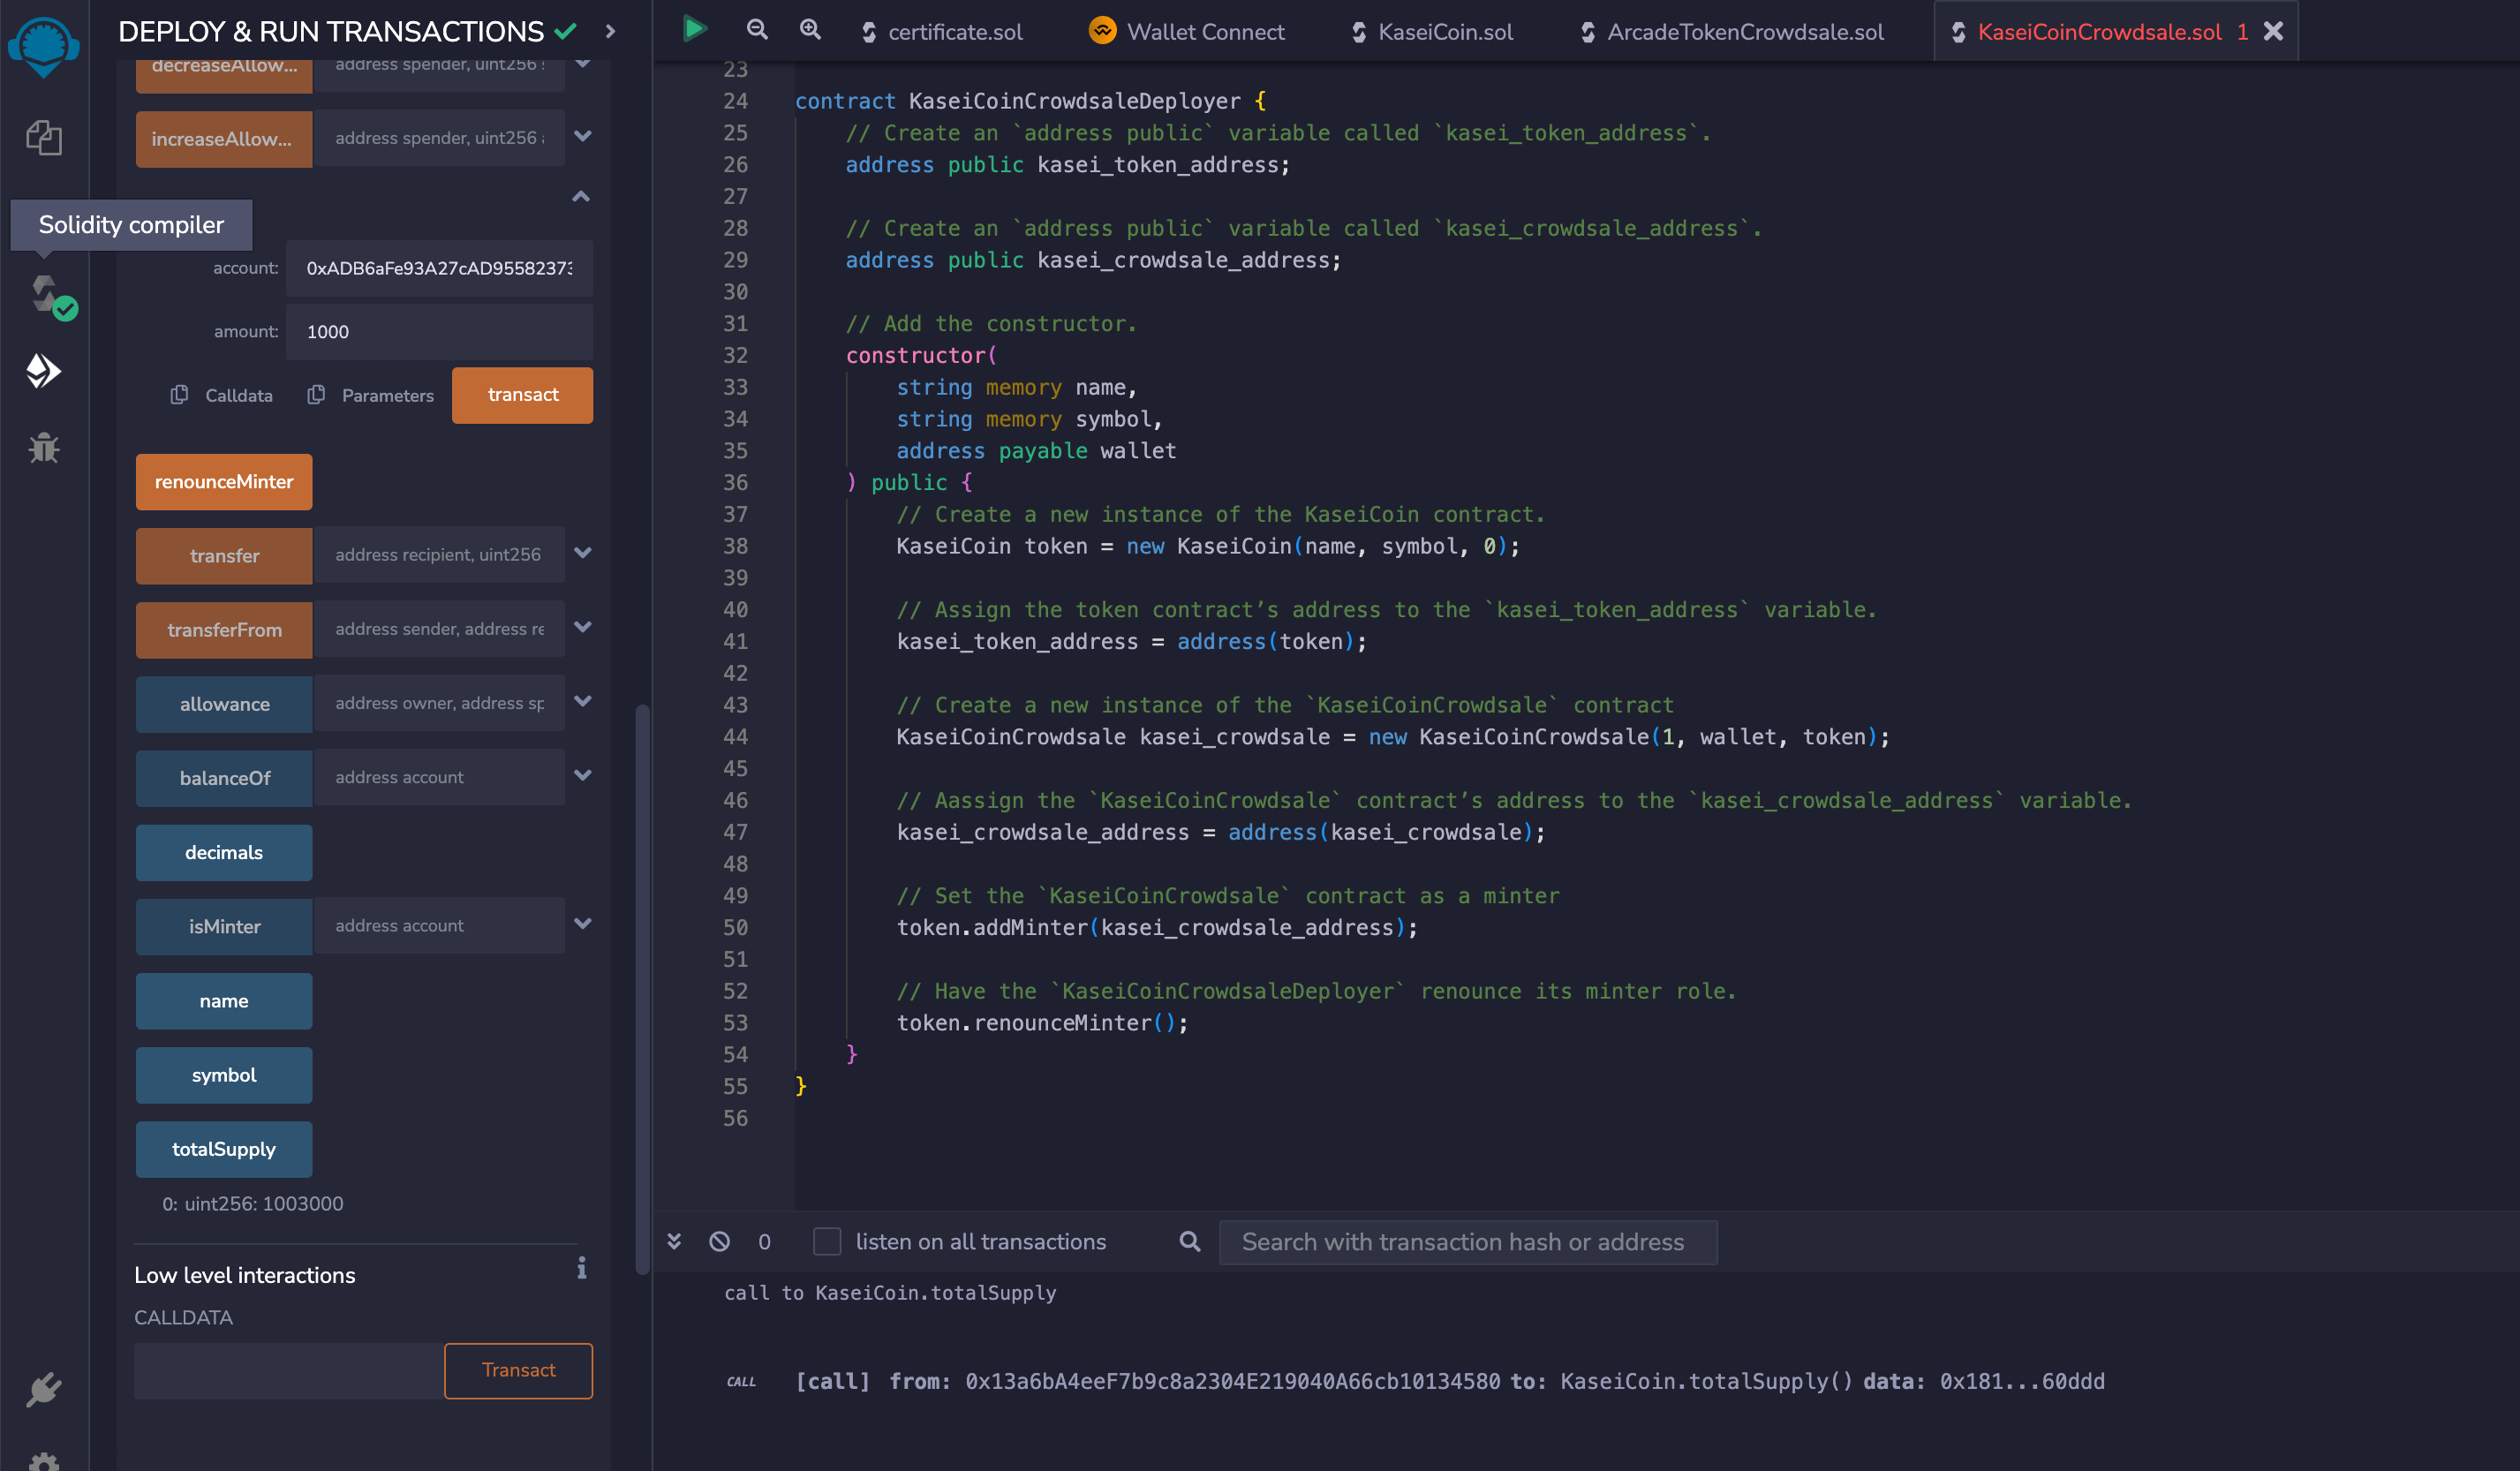 DEPLOY & RUN TRANSACTIONS
decreaseAllow... address spender, uint256
increaseAllow... address spender, uint256
Solidity compiler
account: 0xADB6aFe93A27cAD95582373
amount: 1000
Calldata Parameters transact
renounceMinter
transfer address recipient, uint256
transferFrom address sender, address re
allowance address owner, address sp
balanceOf address account
decimals
isMinter address account
name
symbol
totalSupply
0: uint256: 1003000
Low level interactions
CALLDATA
Transact
certificate.sol Wallet Connect KaseiCoin.sol ArcadeTokenCrowdsale.sol KaseiCoinCrowdsale.sol 1
23
24 contract KaseiCoinCrowdsaleDeployer {
25 // Create an `address public` variable called `kasei_token_address`.
26 address public kasei_token_address;
27
28 // Create an `address public` variable called `kasei_crowdsale_address`.
29 address public kasei_crowdsale_address;
30
31 // Add the constructor.
32 constructor(
33 string memory name,
34 string memory symbol,
35 address payable wallet
36 ) public {
37 // Create a new instance of the KaseiCoin contract.
38 KaseiCoin token = new KaseiCoin(name, symbol, 0);
39
40 // Assign the token contract’s address to the `kasei_token_address` variable.
41 kasei_token_address = address(token);
42
43 // Create a new instance of the `KaseiCoinCrowdsale` contract
44 KaseiCoinCrowdsale kasei_crowdsale = new KaseiCoinCrowdsale(1, wallet, token);
45
46 // Aassign the `KaseiCoinCrowdsale` contract’s address to the `kasei_crowdsale_address` variable.
47 kasei_crowdsale_address = address(kasei_crowdsale);
48
49 // Set the `KaseiCoinCrowdsale` contract as a minter
50 token.addMinter(kasei_crowdsale_address);
51
52 // Have the `KaseiCoinCrowdsaleDeployer` renounce its minter role.
53 token.renounceMinter();
54 }
55 }
56
0 listen on all transactions Search with transaction hash or address
call to KaseiCoin.totalSupply
CALL [call] from: 0x13a6bA4eeF7b9c8a2304E219040A66cb10134580 to: KaseiCoin.totalSupply() data: 0x181...60ddd